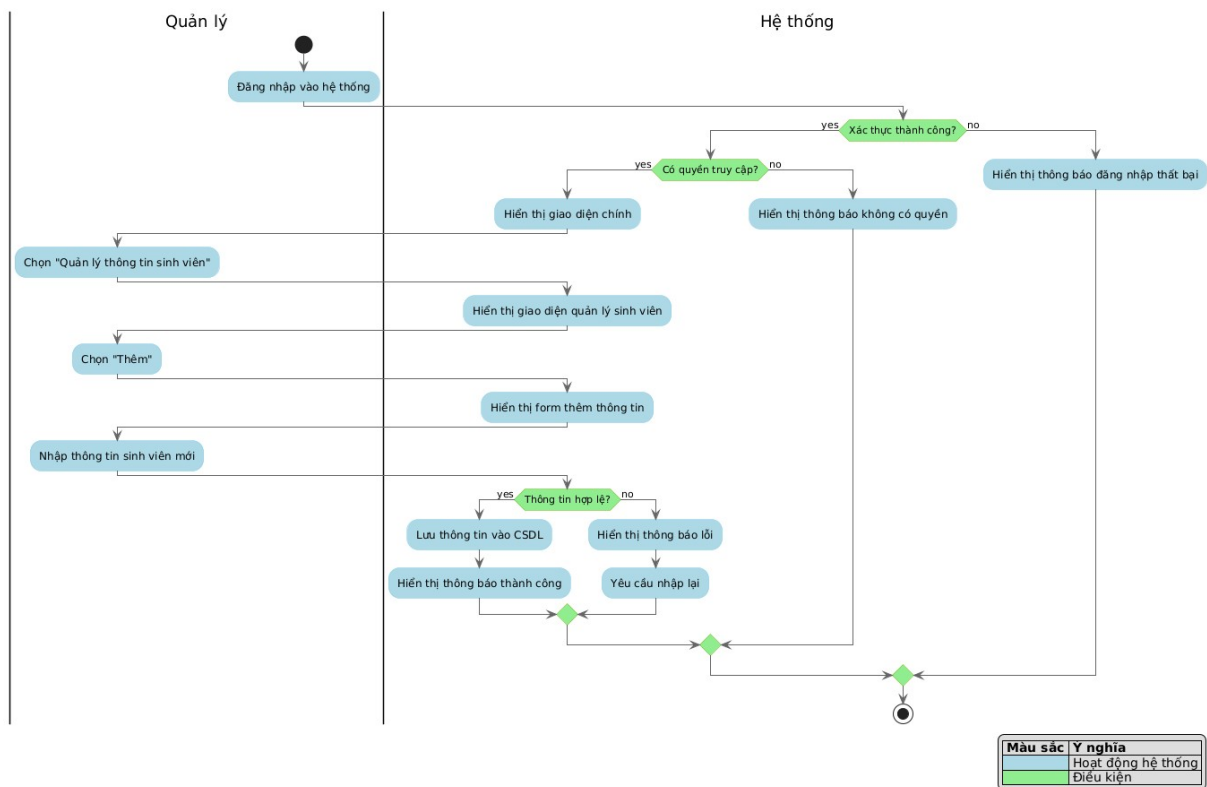 Quản lý
Hệ thống
Đăng nhập vào hệ thống
yes
Xác thực thành công?
no
yes
Có quyền truy cập?
no
Hiển thị thông báo đăng nhập thất bại
Hiển thị giao diện chính
Hiển thị thông báo không có quyền
Chọn "Quản lý thông tin sinh viên"
Hiển thị giao diện quản lý sinh viên
Chọn "Thêm"
Hiển thị form thêm thông tin
Nhập thông tin sinh viên mới
yes
Thông tin hợp lệ?
no
Lưu thông tin vào CSDL
Hiển thị thông báo lỗi
Hiển thị thông báo thành công
Yêu cầu nhập lại
Màu sắc Ý nghĩa
Hoạt động hệ thống
Điều kiện